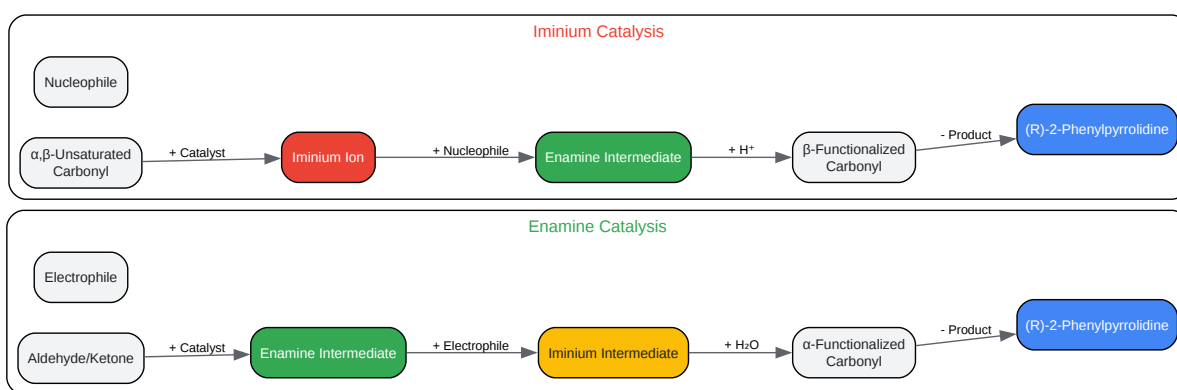 Iminium Catalysis
Nucleophile
α,β-Unsaturated
Carbonyl
+ Catalyst
Iminium Ion
+ Nucleophile
Enamine Intermediate
+ H⁺
β-Functionalized
Carbonyl
- Product
(R)-2-Phenylpyrrolidine
Enamine Catalysis
Electrophile
Aldehyde/Ketone
+ Catalyst
Enamine Intermediate
+ Electrophile
Iminium Intermediate
+ H₂O
α-Functionalized
Carbonyl
- Product
(R)-2-Phenylpyrrolidine